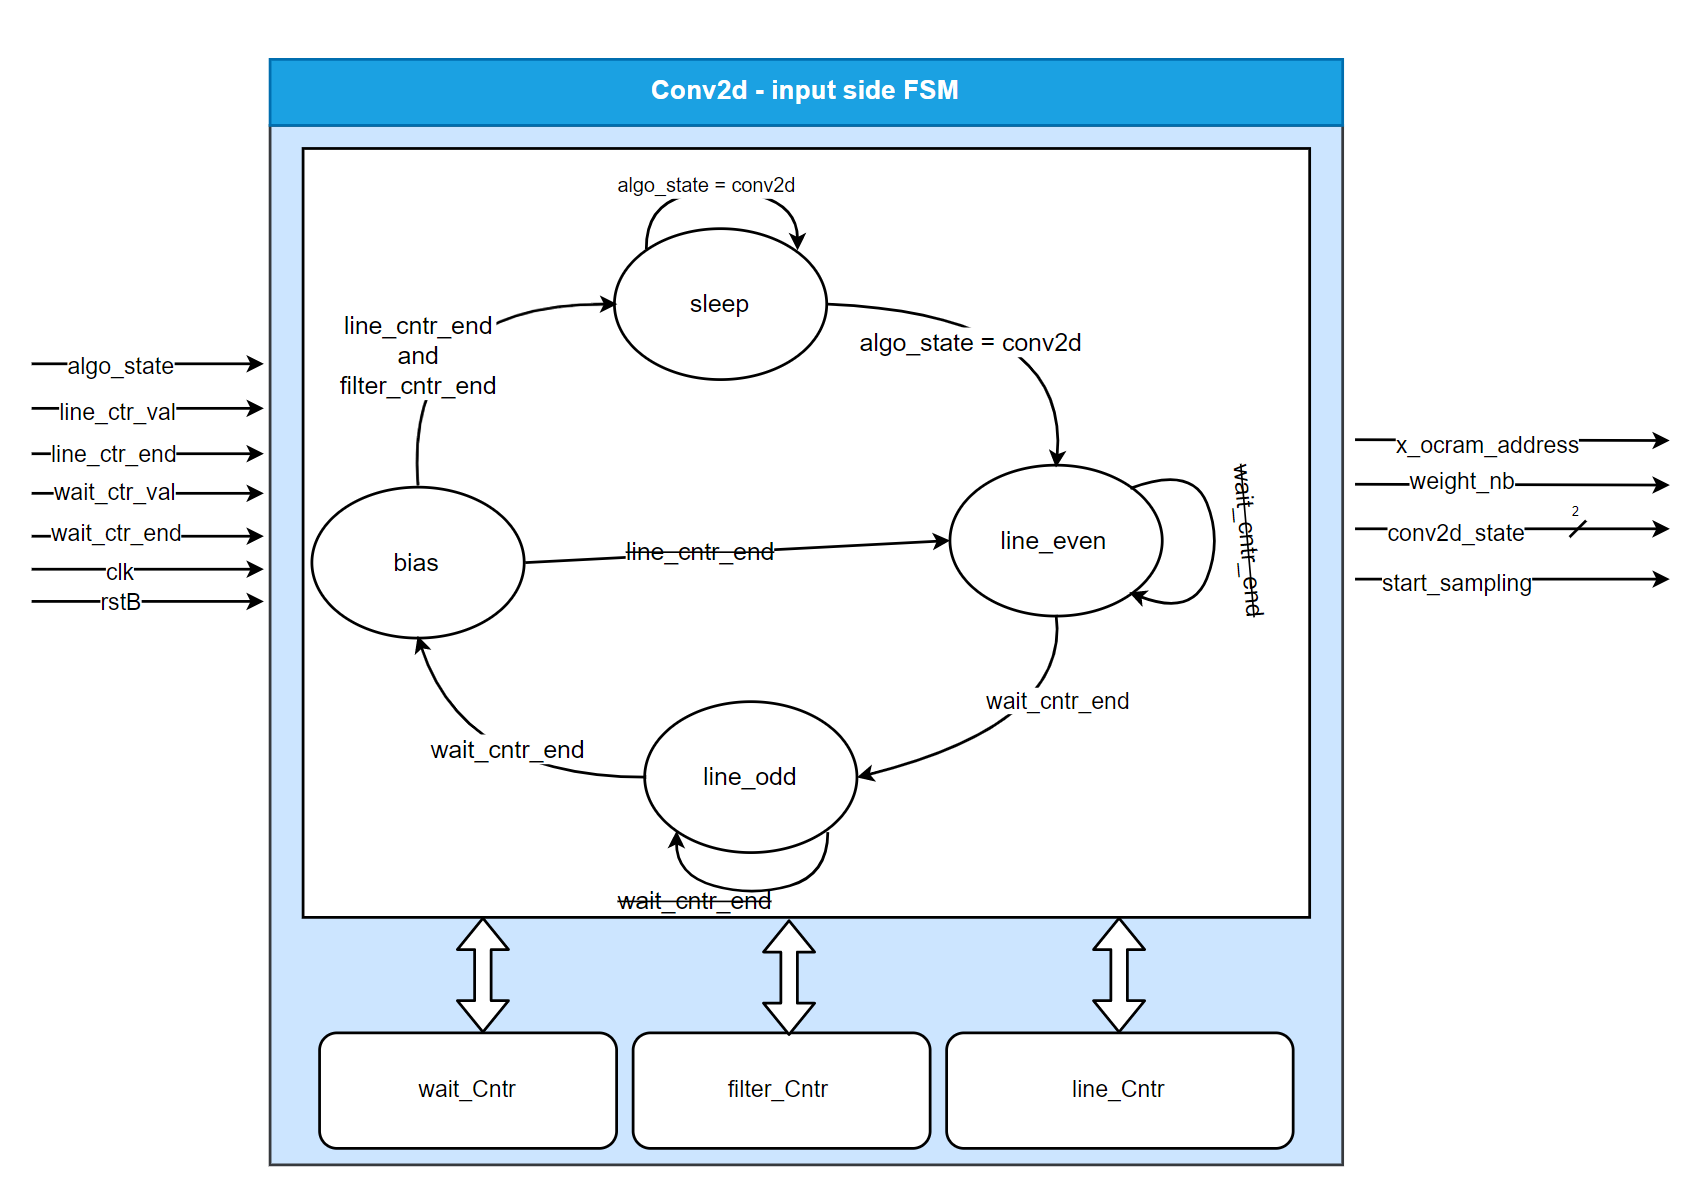 Conv2d - input side FSM
algo_state = conv2d
sleep
line_cntr_end
and
filter_cntr_end
algo_state = conv2d
algo_state
line_ctr_val
line_ctr_end
wait_ctr_val
wait_ctr_end
clk
rstB
bias
line_cntr_end
line_even
wait_cntr_end
x_ocram_address
weight_nb
2
conv2d_state
start_sampling
wait_cntr_end
wait_cntr_end
line_odd
wait_cntr_end
wait_Cntr
filter_Cntr
line_Cntr